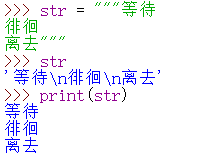 >>> str = """等待
徘徊
离去"""
>>> str
'等待\n徘徊\n离去'
>>> print(str)
等待
徘徊
离去